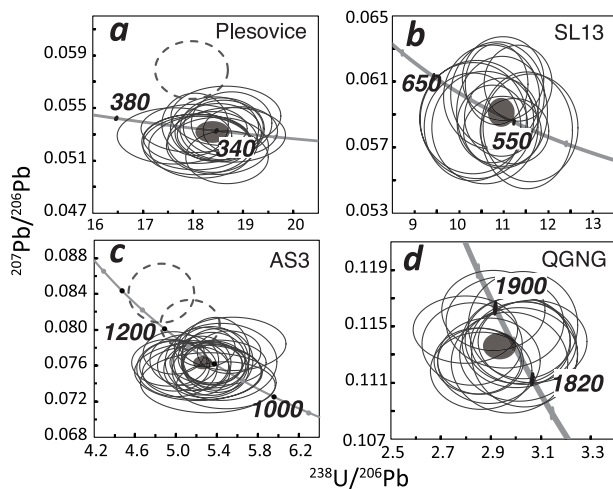 a Plesovice
0.059
0.055
0.051
0.047
380
340
16 17 18 19 20
b SL13
0.065
0.061
0.057
0.053
650
550
9 10 11 12 13
c AS3
0.088
0.084
0.080
0.076
0.072
0.068
1200
1000
4.2 4.6 5.0 5.4 5.8 6.2
d QGNG
0.119
0.115
0.111
0.107
1900
1820
2.5 2.7 2.9 3.1 3.3
207Pb/206Pb
238U/206Pb